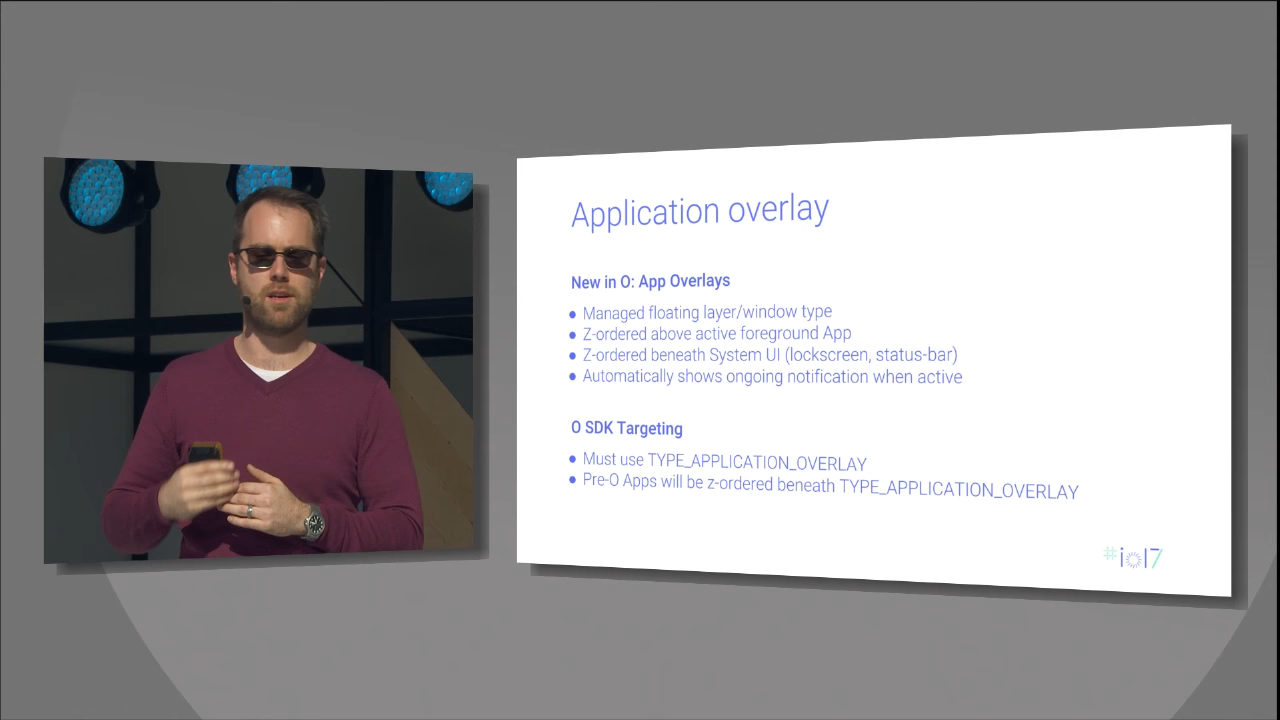 Application overlay
New in O: App Overlays
● Managed floating layer/window type
● Z-ordered above active foreground App
● Z-ordered beneath System UI (lockscreen, status-bar)
● Automatically shows ongoing notification when active
O SDK Targeting
● Must use TYPE_APPLICATION_OVERLAY
● Pre-O Apps will be z-ordered beneath TYPE_APPLICATION_OVERLAY
#io17